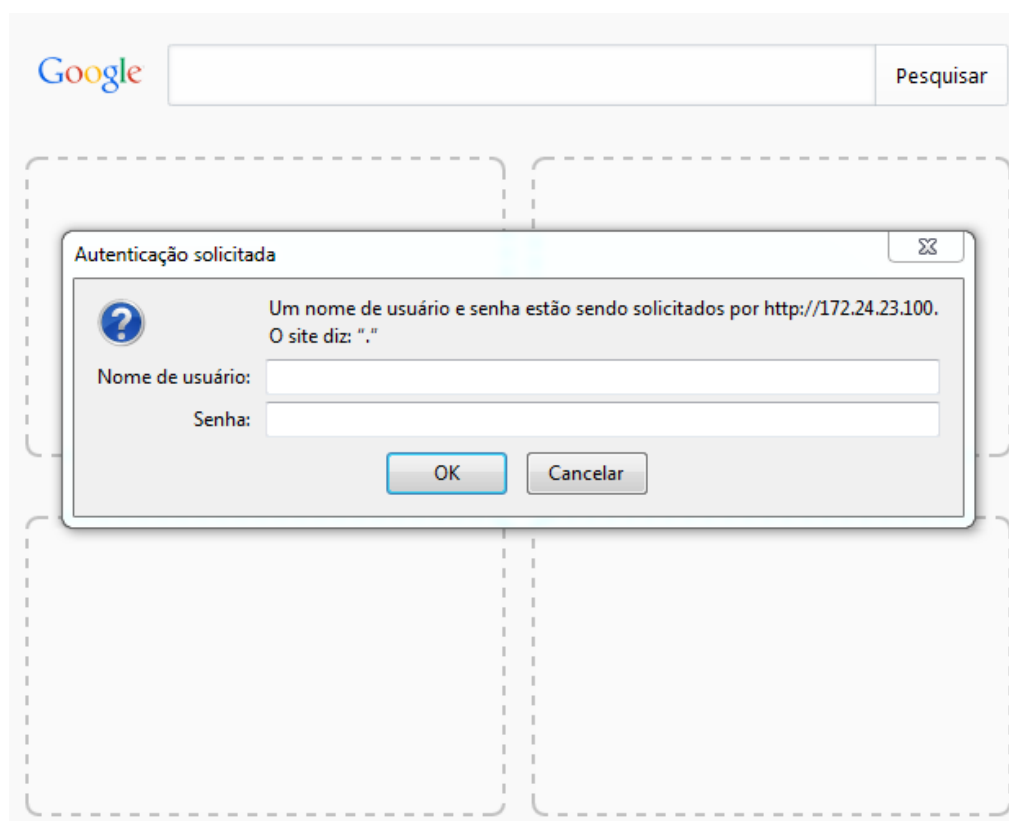 Google
Pesquisar
Autenticação solicitada
Um nome de usuário e senha estão sendo solicitados por http://172.24.23.100.
O site diz: "."
Nome de usuário:
Senha:
OK
Cancelar